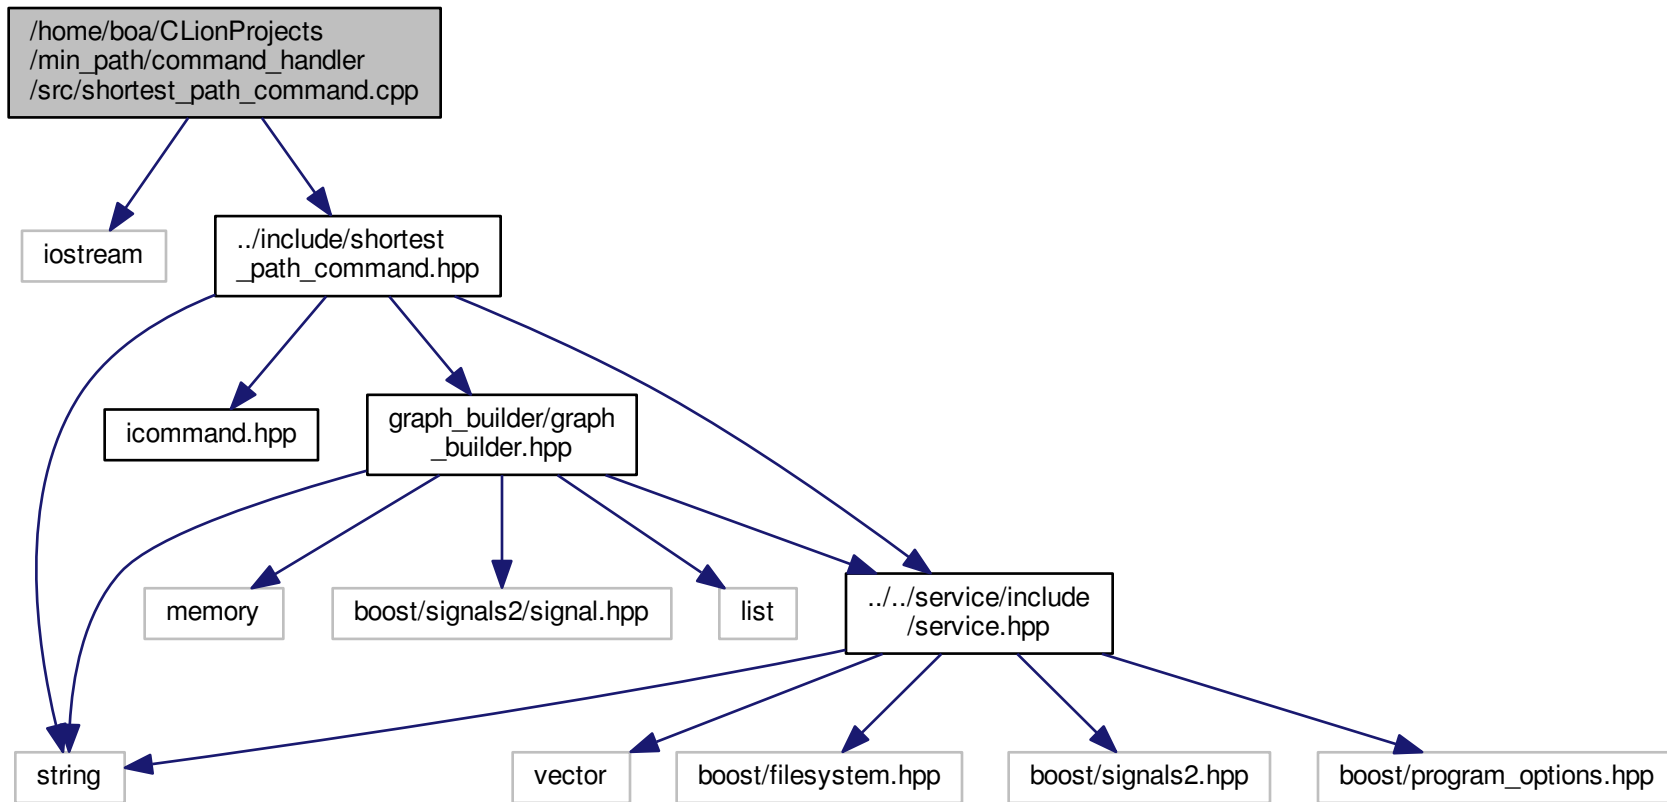 /home/boa/CLionProjects
/min_path/command_handler
/src/shortest_path_command.cpp
iostream
../include/shortest
_path_command.hpp
icommand.hpp
graph_builder/graph
_builder.hpp
memory
boost/signals2/signal.hpp
list
../../service/include
/service.hpp
string
vector
boost/filesystem.hpp
boost/signals2.hpp
boost/program_options.hpp